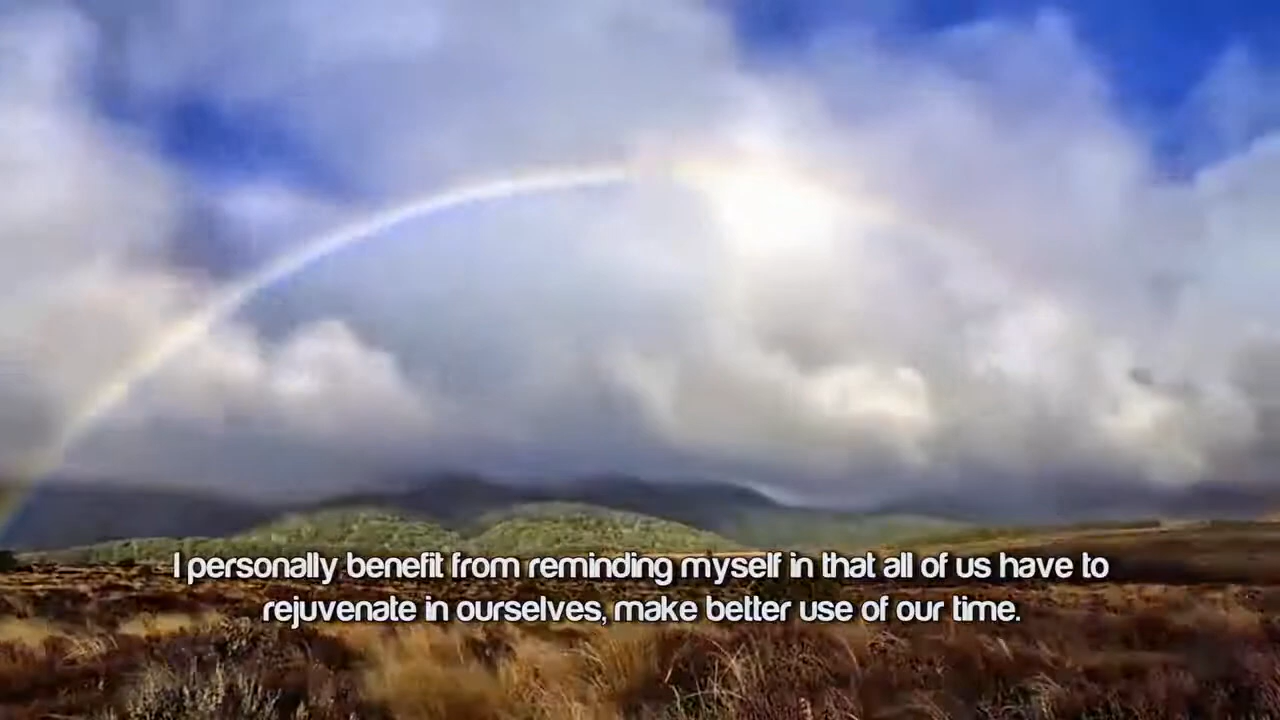 I personally benefit from reminding myself in that all of us have to
rejuvenate in ourselves, make better use of our time.